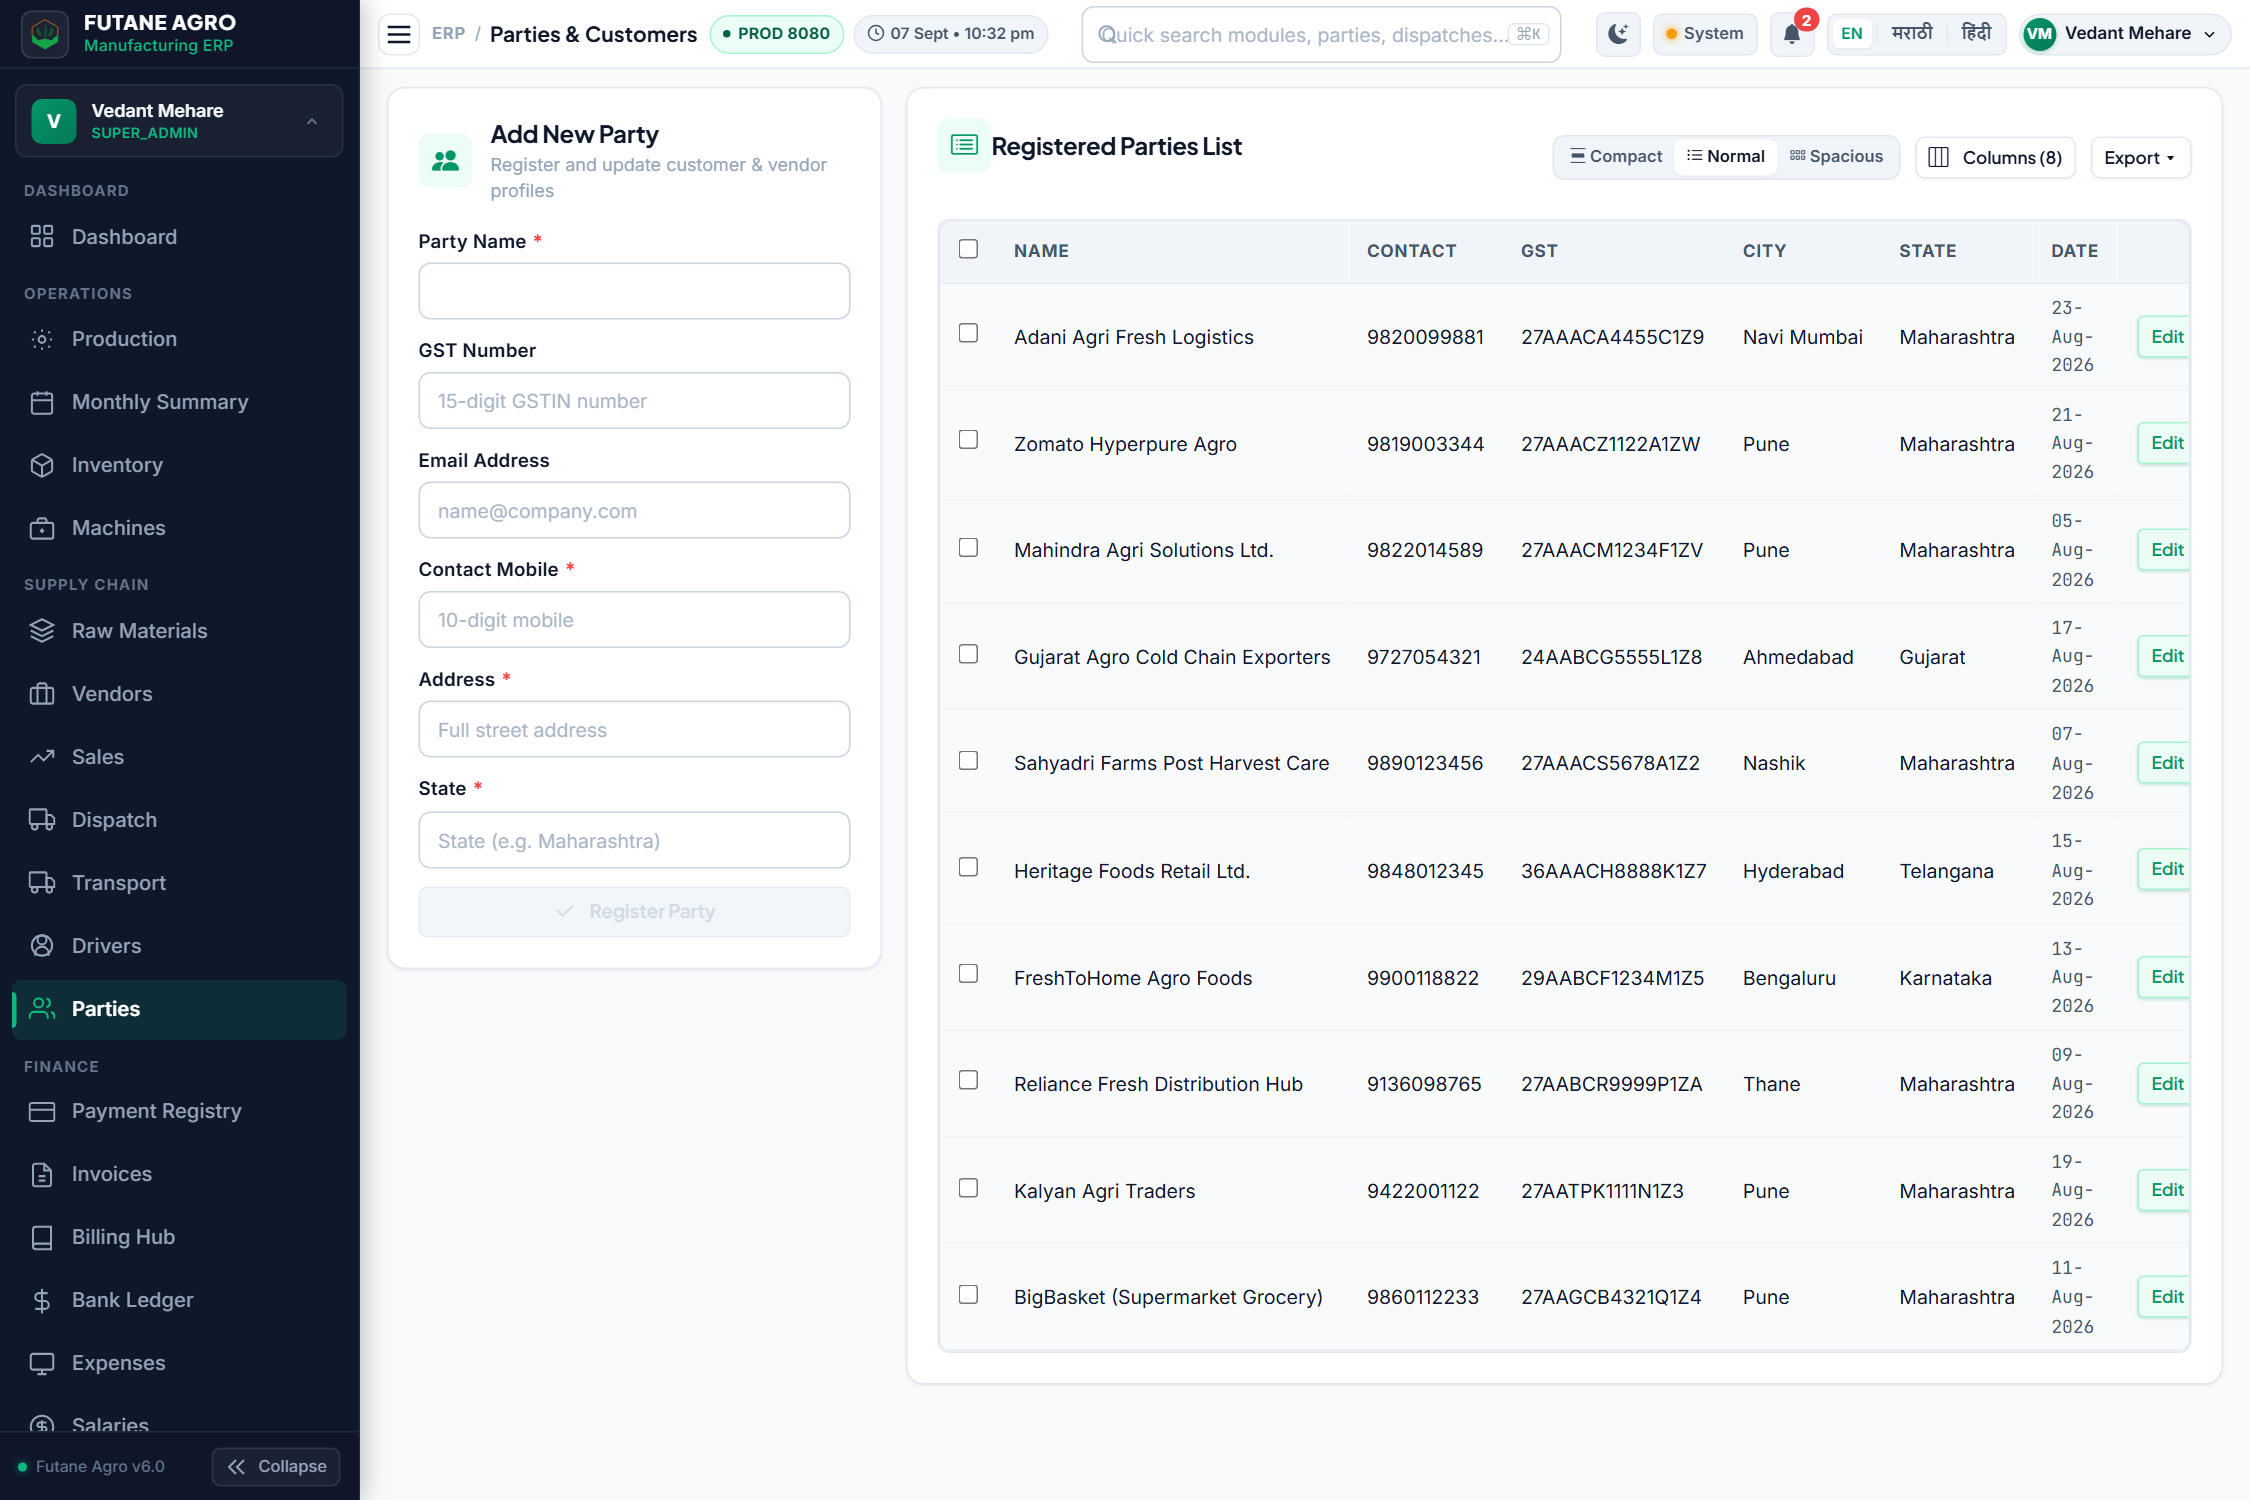 FUTANE AGRO
Manufacturing ERP
Vedant Mehare
SUPER_ADMIN
V
DASHBOARD
Dashboard
OPERATIONS
Production
Monthly Summary
Inventory
Machines
SUPPLY CHAIN
Raw Materials
Vendors
Sales
Dispatch
Transport
Drivers
Parties
FINANCE
Payment Registry
Invoices
Billing Hub
Bank Ledger
Expenses
Salaries
Futane Agro v6.0
Collapse
ERP / Parties & Customers
PROD 8080
07 Sept • 10:32 pm
Quick search modules, parties, dispatches...
⌘K
System
2
EN
मराठी
हिंदी
VM
Vedant Mehare
Add New Party
Register and update customer & vendor
profiles
Party Name *
GST Number
15-digit GSTIN number
Email Address
name@company.com
Contact Mobile *
10-digit mobile
Address *
Full street address
State *
State (e.g. Maharashtra)
Register Party
Registered Parties List
Compact
Normal
Spacious
Columns (8)
Export
NAME CONTACT GST CITY STATE DATE
Adani Agri Fresh Logistics 9820099881 27AAACA4455C1Z9 Navi Mumbai Maharashtra 23-Aug-2026 Edit
Zomato Hyperpure Agro 9819003344 27AAACZ1122A1ZW Pune Maharashtra 21-Aug-2026 Edit
Mahindra Agri Solutions Ltd. 9822014589 27AAACM1234F1ZV Pune Maharashtra 05-Aug-2026 Edit
Gujarat Agro Cold Chain Exporters 9727054321 24AABCG5555L1Z8 Ahmedabad Gujarat 17-Aug-2026 Edit
Sahyadri Farms Post Harvest Care 9890123456 27AAACS5678A1Z2 Nashik Maharashtra 07-Aug-2026 Edit
Heritage Foods Retail Ltd. 9848012345 36AAACH8888K1Z7 Hyderabad Telangana 15-Aug-2026 Edit
FreshToHome Agro Foods 9900118822 29AABCF1234M1Z5 Bengaluru Karnataka 13-Aug-2026 Edit
Reliance Fresh Distribution Hub 9136098765 27AABCR9999P1ZA Thane Maharashtra 09-Aug-2026 Edit
Kalyan Agri Traders 9422001122 27AATPK1111N1Z3 Pune Maharashtra 19-Aug-2026 Edit
BigBasket (Supermarket Grocery) 9860112233 27AAGCB4321Q1Z4 Pune Maharashtra 11-Aug-2026 Edit